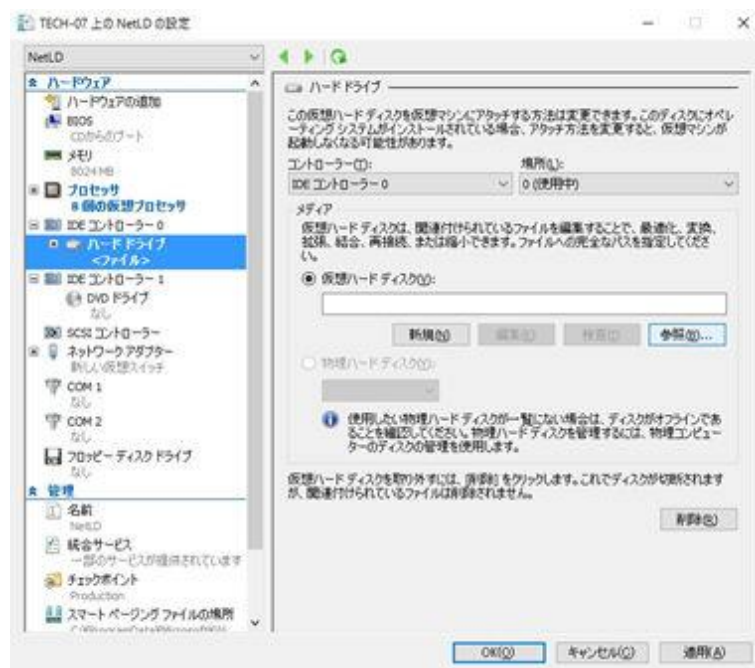 TECH-07 上の NetLD の設定
NetLD
ハードウェア
ハードウェアの追加
BIOS
CDからのブート
メモリ
8024 MB
プロセッサ
8 個の仮想プロセッサ
IDE コントローラー 0
ハード ドライブ
<ファイル>
IDE コントローラー 1
DVD ドライブ
なし
SCSI コントローラー
ネットワーク アダプター
新しい仮想スイッチ
COM 1
なし
COM 2
なし
フロッピー ディスク ドライブ
なし
管理
名前
NetLD
統合サービス
一部のサービスが提供されています
チェックポイント
Production
スマート ページング ファイルの場所
ハード ドライブ
この仮想ハード ディスクを仮想マシンにアタッチする方法は変更できます。このディスクにオペレ
ーティング システムがインストールされている場合、アタッチ方法を変更すると、仮想マシンが
起動しなくなる可能性があります。
コントローラー(T):
場所(L):
IDE コントローラー 0
0 (使用中)
メディア
仮想ハード ディスクは、関連付けられているファイルを編集することで、最適化、変換、
拡張、結合、再接続、または縮小できます。ファイルへの完全なパスを指定してくださ
い。
仮想ハード ディスク(V):
新規(N)
編集(E)
検査(I)
参照(B)...
物理ハード ディスク(Y):
使用したい物理ハード ディスクが一覧にない場合は、ディスクがオフラインであ
ることを確認してください。物理ハード ディスクを管理するには、物理コンピュー
ターのディスクの管理を使用します。
仮想ハード ディスクを取り外すには、[削除] をクリックします。これでディスクが切断されます
が、関連付けられているファイルは削除されません。
削除(R)
OK(O)
キャンセル(C)
適用(A)